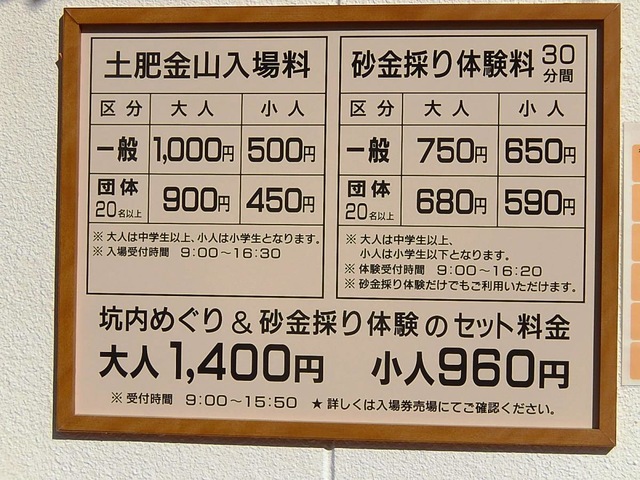 土肥金山入場料
区分 大人 小人
一般 1,000円 500円
団体 20名以上 900円 450円
※ 大人は中学生以上、小人は小学生となります。
※ 入場受付時間 9:00～16:30
砂金採り体験料 30分間
区分 大人 小人
一般 750円 650円
団体 20名以上 680円 590円
※ 大人は中学生以上、
小人は小学生以下となります。
※ 体験受付時間 9:00～16:20
※ 砂金採り体験だけでもご利用いただけます。
坑内めぐり＆砂金採り体験のセット料金
大人1,400円 小人960円
※ 受付時間 9:00～15:50 ★詳しくは入場券売場にてご確認ください。